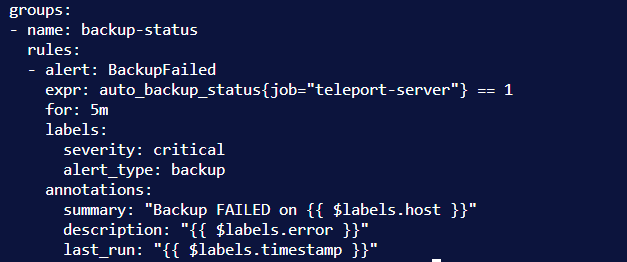 groups:
- name: backup-status
  rules:
  - alert: BackupFailed
    expr: auto_backup_status{job="teleport-server"} == 1
    for: 5m
    labels:
      severity: critical
      alert_type: backup
    annotations:
      summary: "Backup FAILED on {{ $labels.host }}"
      description: "{{ $labels.error }}"
      last_run: "{{ $labels.timestamp }}"